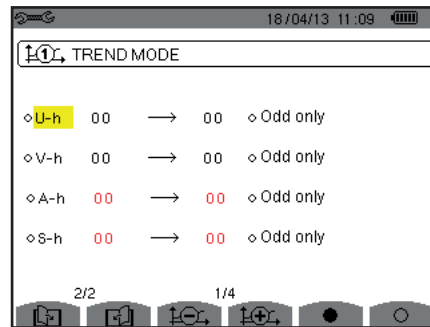 18/04/13 11:09
1 TREND MODE
U-h 00 → 00 Odd only
V-h 00 → 00 Odd only
A-h 00 → 00 Odd only
S-h 00 → 00 Odd only
2/2 1/4